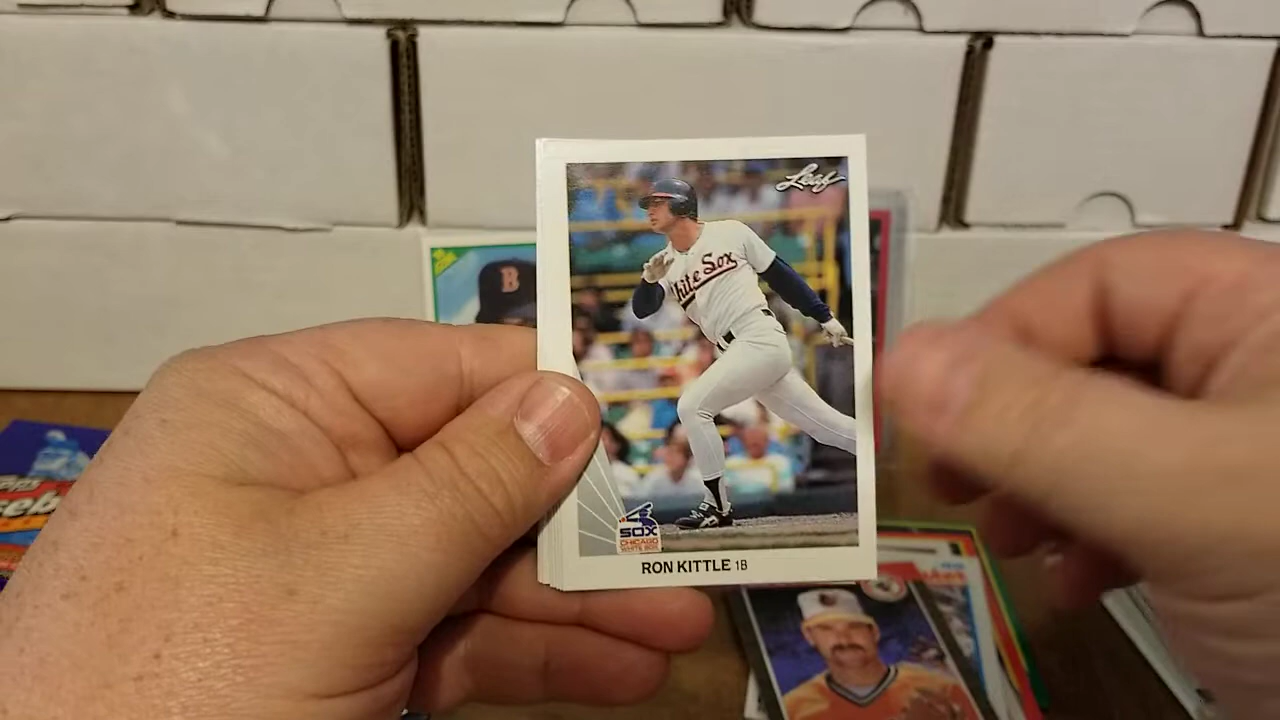 Leaf
B
White Sox
SOX
CHICAGO
WHITE SOX
RON KITTLE 1B